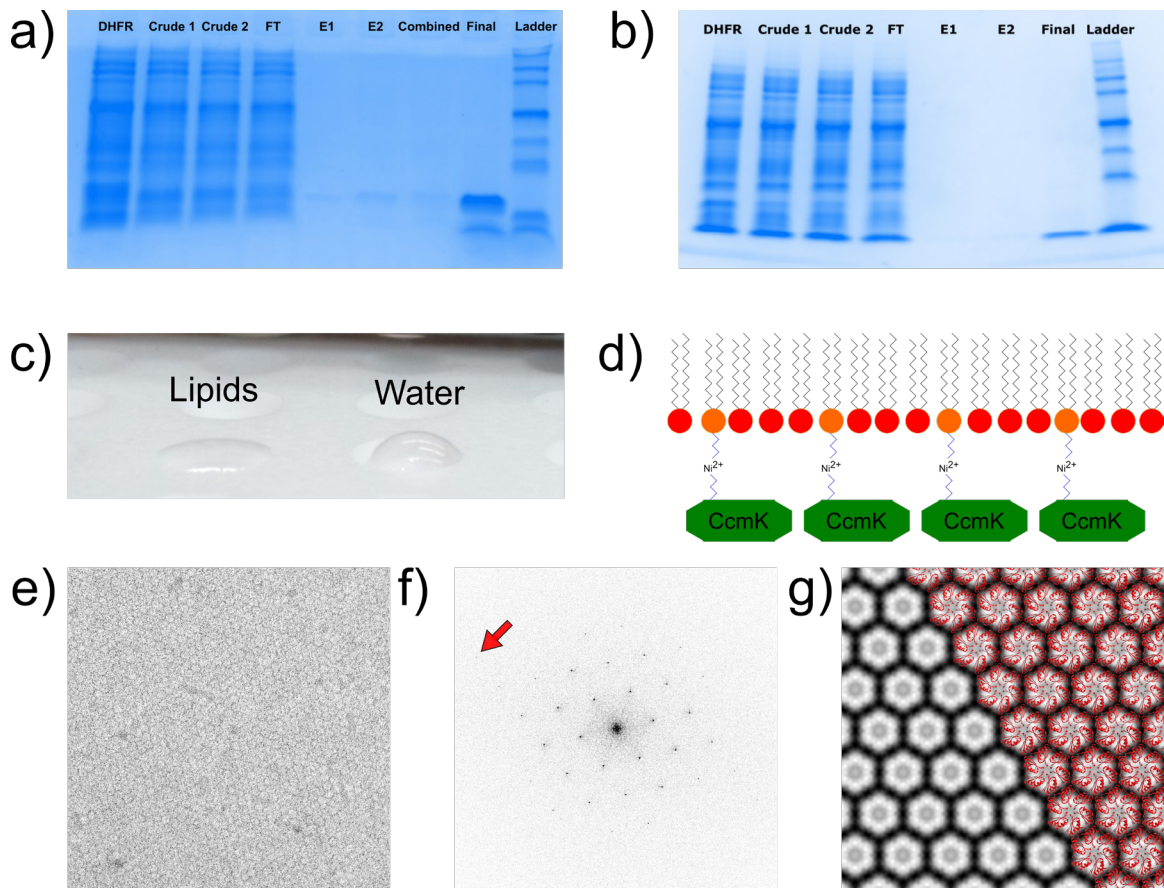 a)
DHFR Crude 1 Crude 2 FT E1 E2 Combined Final Ladder
b)
DHFR Crude 1 Crude 2 FT E1 E2 Final Ladder
c)
Lipids Water
d)
Ni2+ Ni2+ Ni2+ Ni2+
CcmK CcmK CcmK CcmK
e)
f)
g)